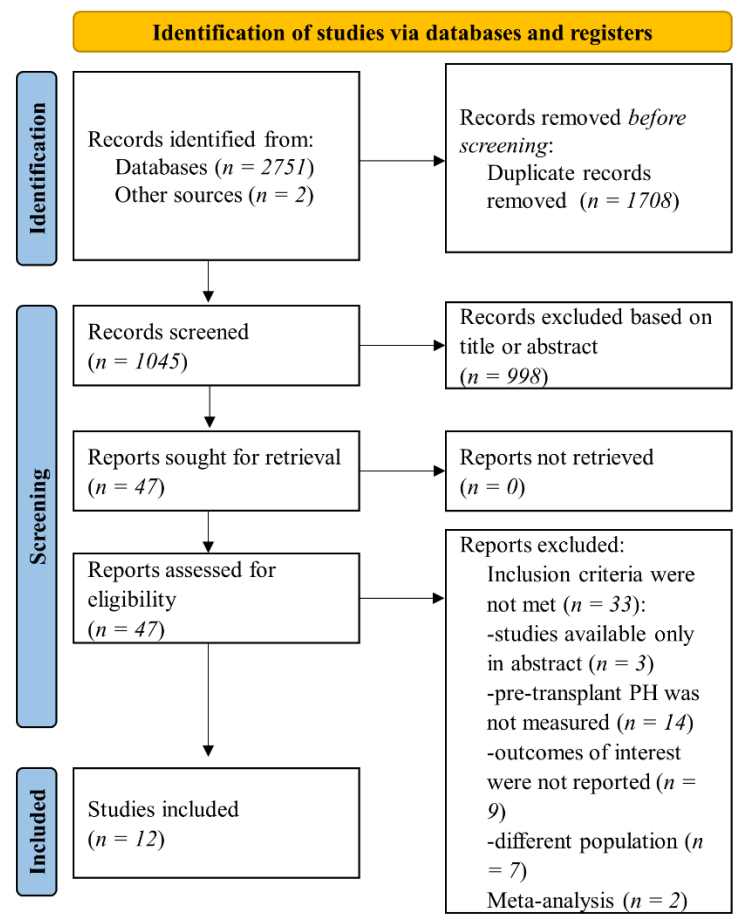 Identification of studies via databases and registers
Identification
Records identified from:
Databases (n = 2751)
Other sources (n = 2)
Records removed before
screening:
Duplicate records
removed (n = 1708)
Screening
Records screened
(n = 1045)
Records excluded based on
title or abstract
(n = 998)
Reports sought for retrieval
(n = 47)
Reports not retrieved
(n = 0)
Reports assessed for
eligibility
(n = 47)
Reports excluded:
Inclusion criteria were
not met (n = 33):
-studies available only
in abstract (n = 3)
-pre-transplant PH was
not measured (n = 14)
-outcomes of interest
were not reported (n =
9)
-different population (n
= 7)
Meta-analysis (n = 2)
Included
Studies included
(n = 12)